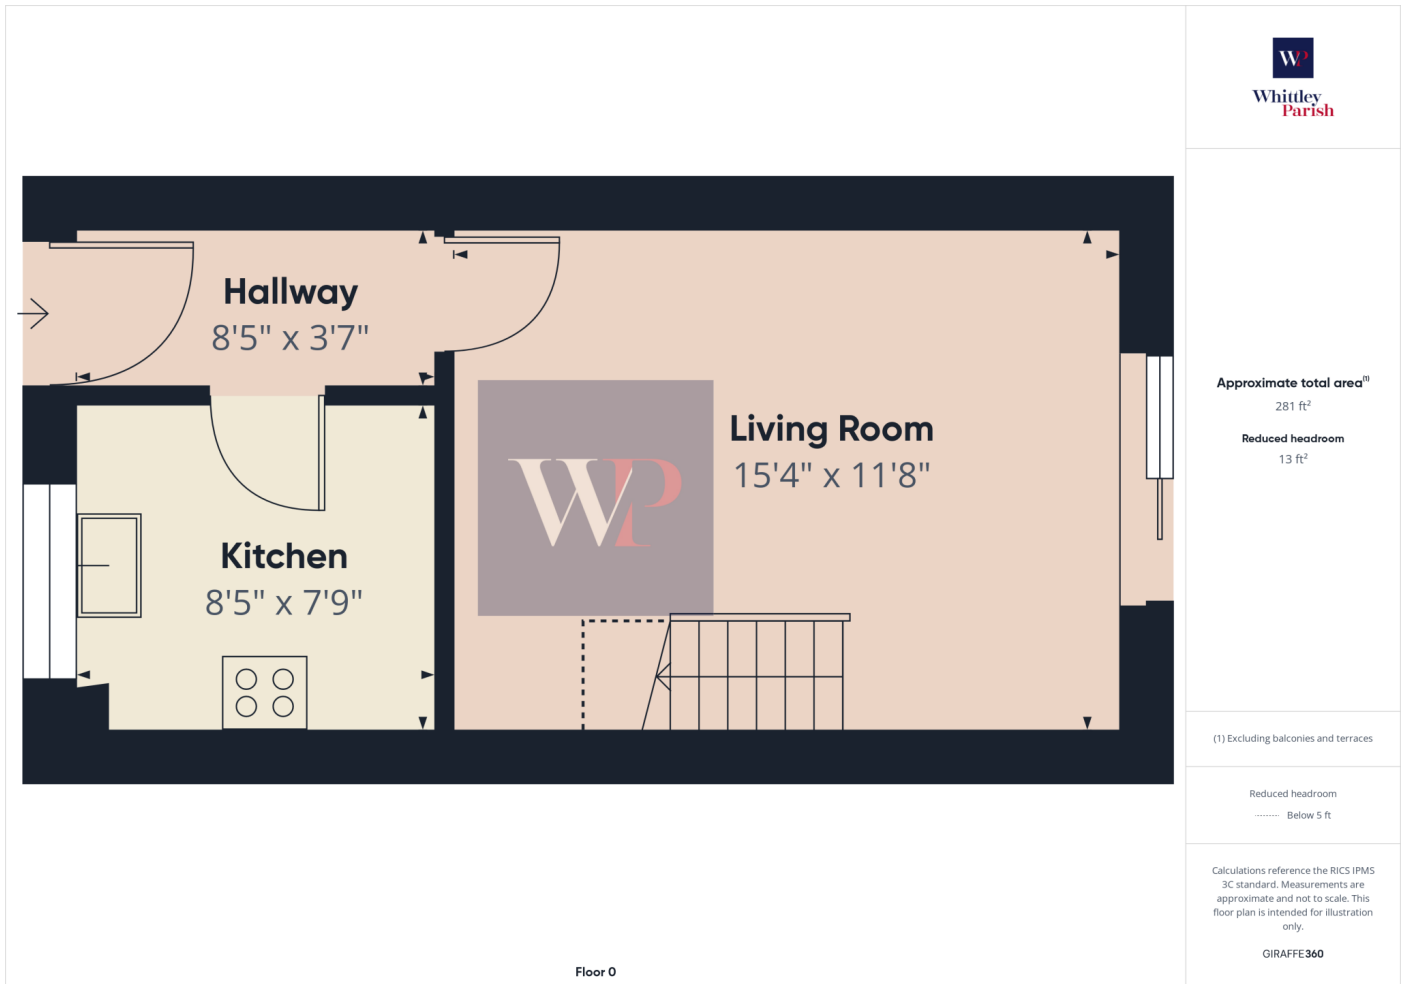 WP
Whittley
Parish
Hallway
8'5" x 3'7"
Living Room
15'4" x 11'8"
WP
Kitchen
8'5" x 7'9"
Approximate total area(1)
281 ft²
Reduced headroom
13 ft²
(1) Excluding balconies and terraces
Reduced headroom
Below 5 ft
Calculations reference the RICS IPMS
3C standard. Measurements are
approximate and not to scale. This
floor plan is intended for illustration
only.
GIRAFFE360
Floor 0